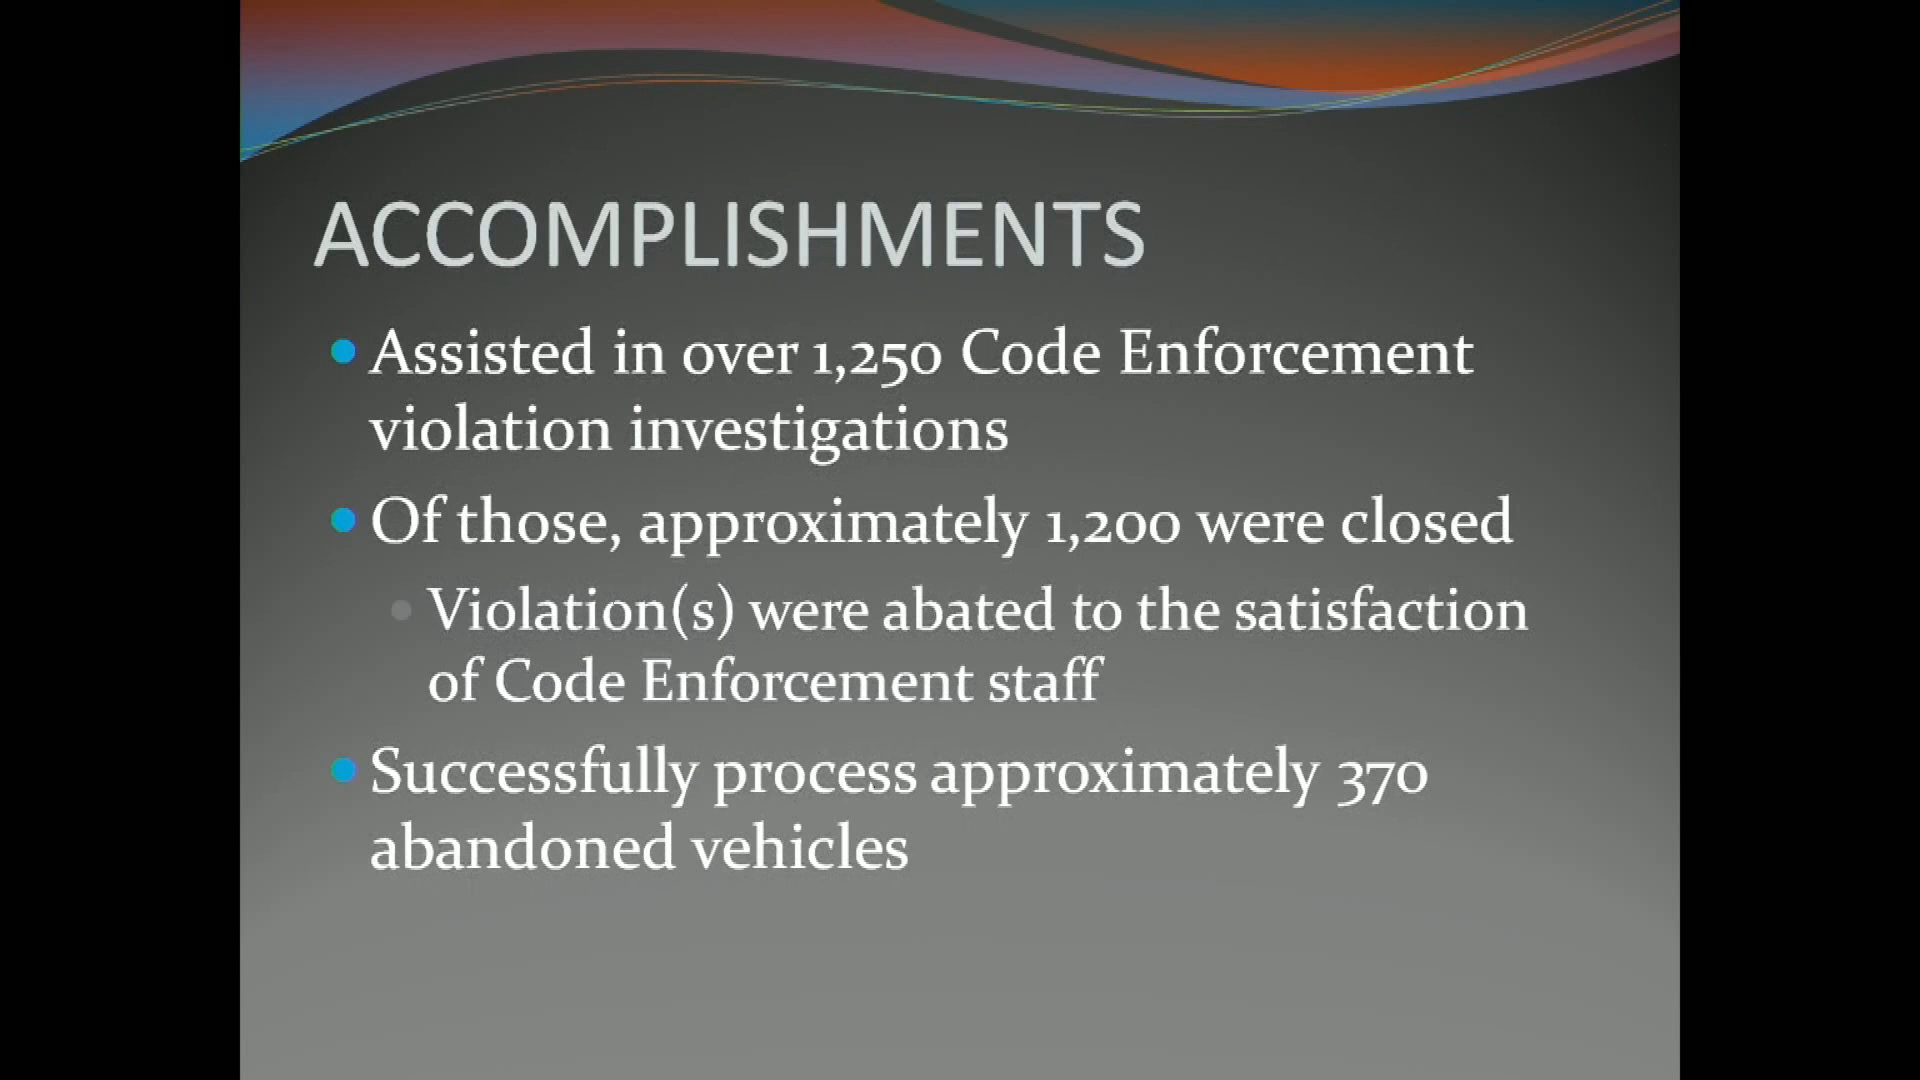 ACCOMPLISHMENTS
Assisted in over 1,250 Code Enforcement
violation investigations
Of those, approximately 1,200 were closed
Violation(s) were abated to the satisfaction
of Code Enforcement staff
Successfully process approximately 370
abandoned vehicles